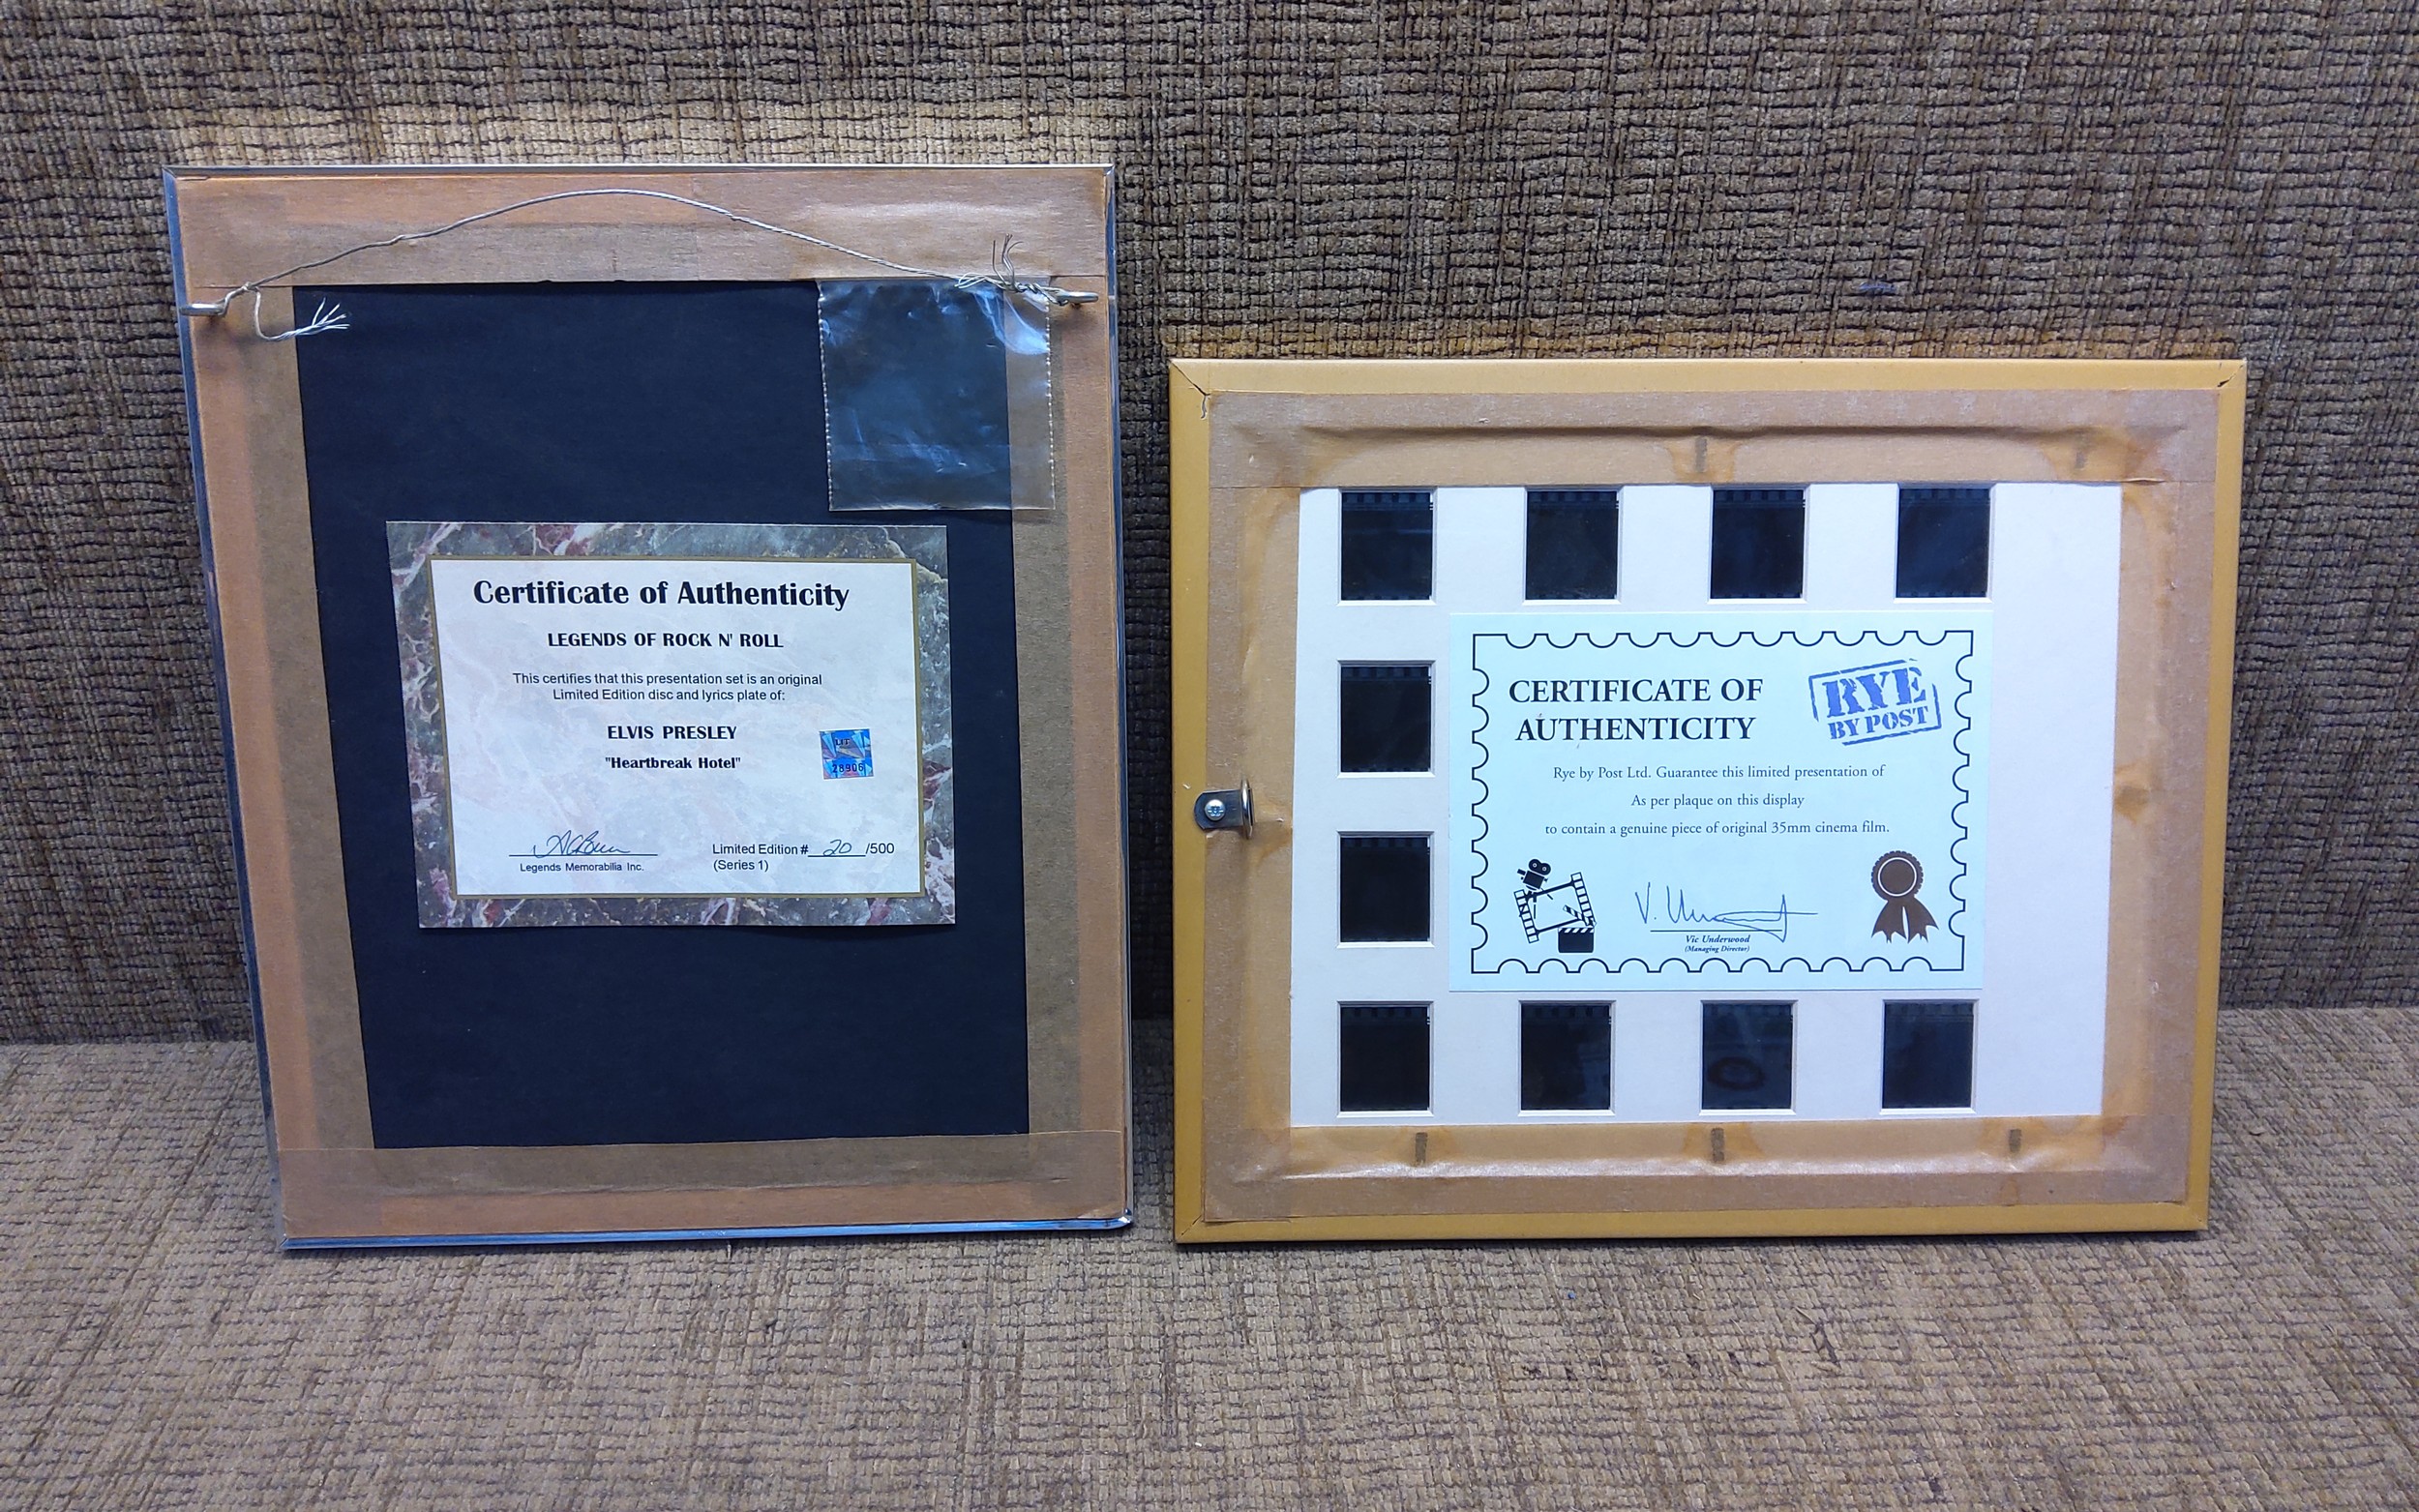 Certificate of Authenticity
LEGENDS OF ROCK N' ROLL
This certifies that this presentation set is an original
Limited Edition disc and lyrics plate of:
ELVIS PRESLEY
"Heartbreak Hotel"
28906
Legends Memorabilia Inc.
Limited Edition # 20 /500
(Series 1)
CERTIFICATE OF
AUTHENTICITY
RYE
BY POST
Rye by Post Ltd. Guarantee this limited presentation of
As per plaque on this display
to contain a genuine piece of original 35mm cinema film.
Vic Underwood
(Managing Director)